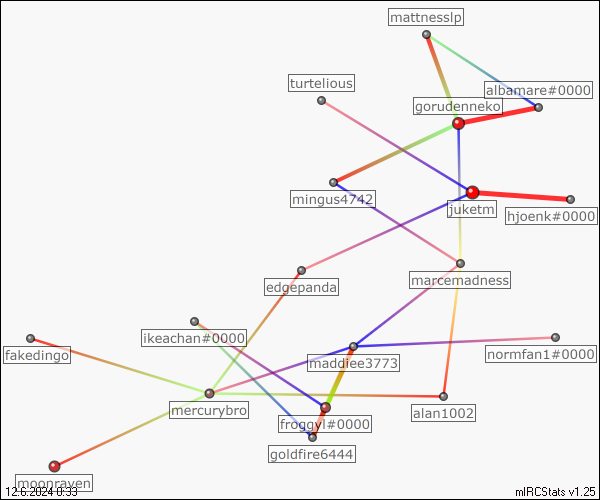 mattnesslp
turtelious
albamare#0000
gorudenneko
mingus4742
juketm
hjoenk#0000
edgepanda
marcemadness
ikeachan#0000
fakedingo
maddiee3773
normfan1#0000
mercurybro
alan1002
froggyl#0000
goldfire6444
moonraven
12.6.2024 0:33
mIRCStats v1.25